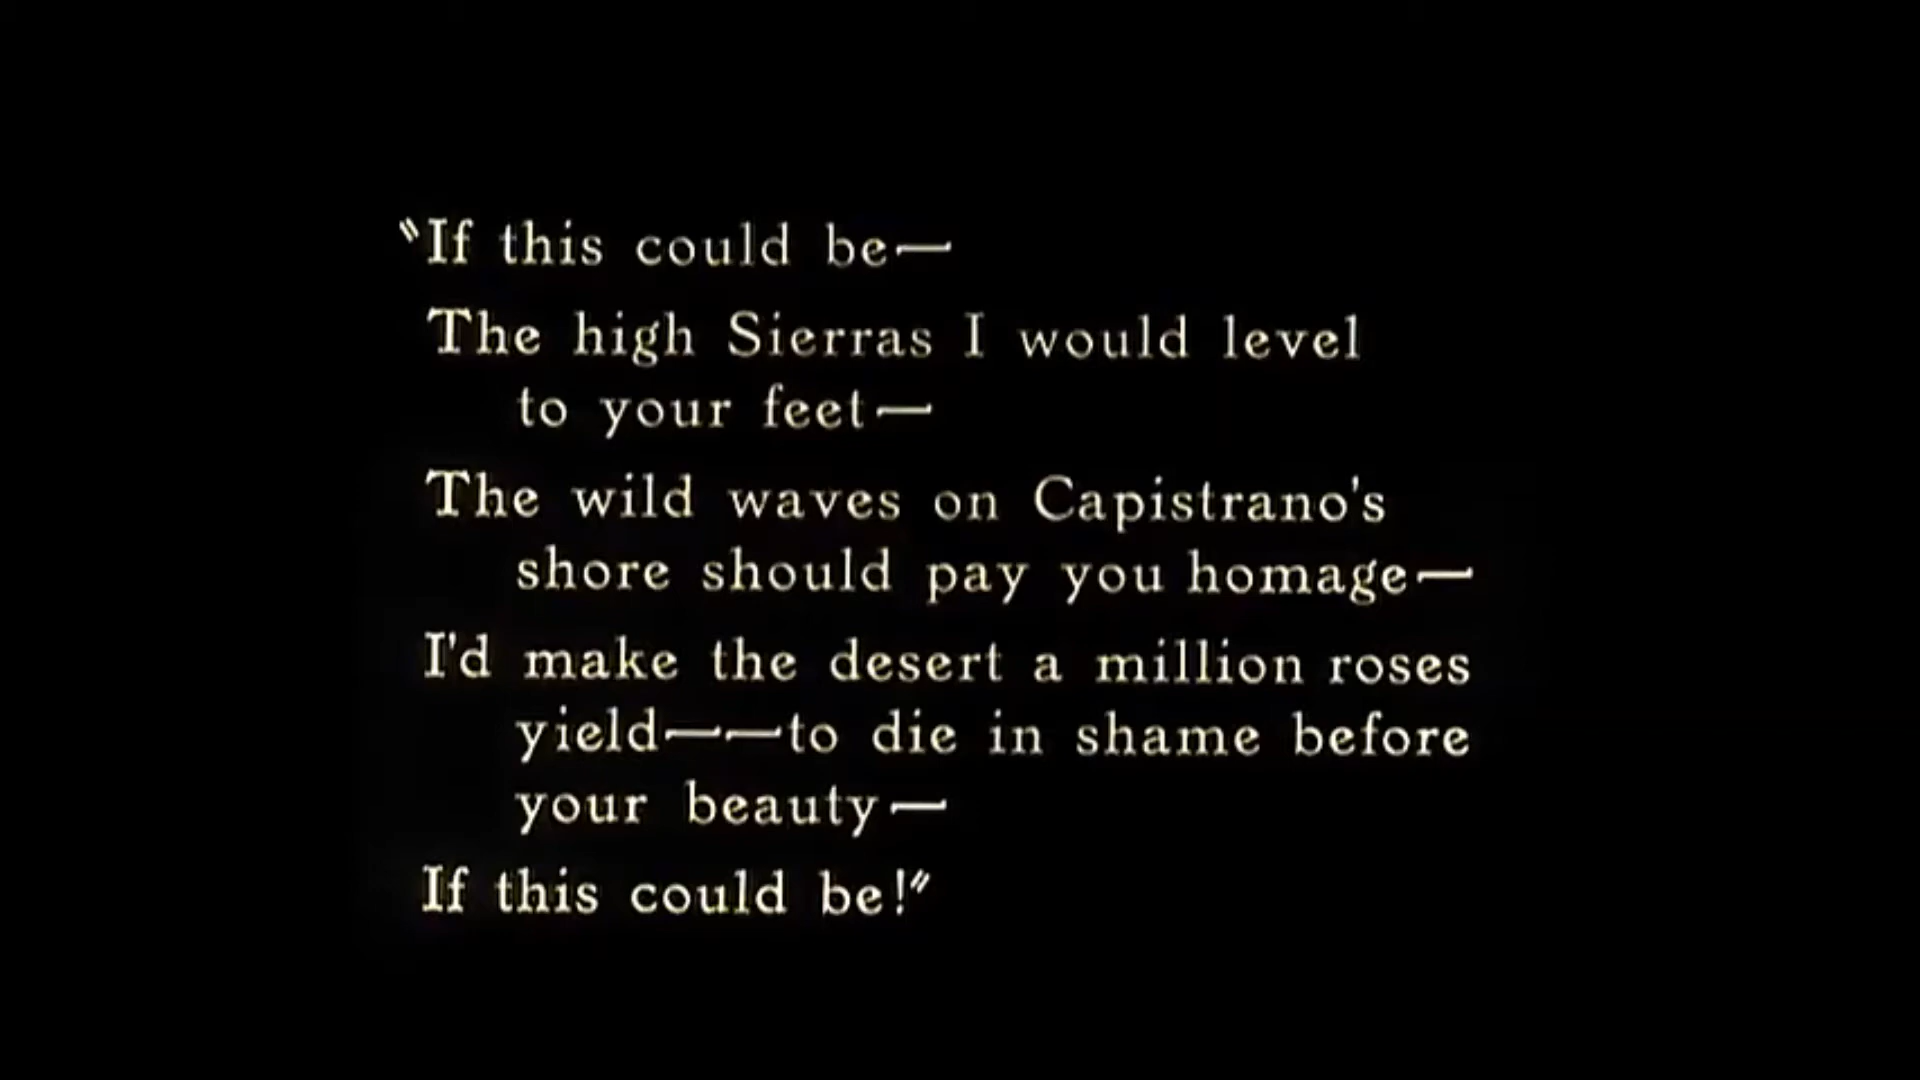 "If this could be—
The high Sierras I would level
to your feet—
The wild waves on Capistrano's
shore should pay you homage—
I'd make the desert a million roses
yield——to die in shame before
your beauty—
If this could be!"